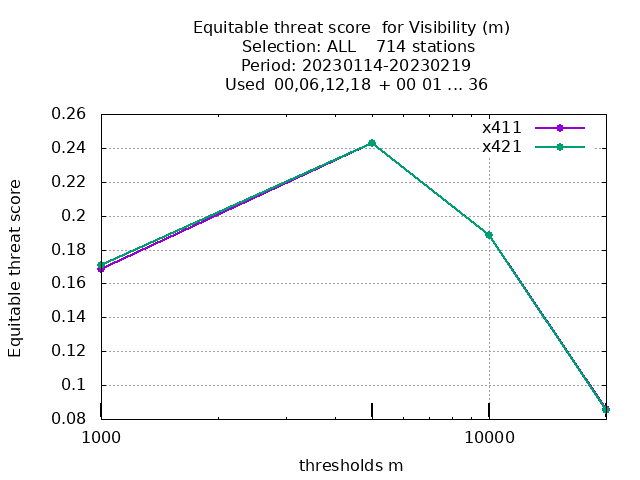 Equitable threat score  for Visibility (m)
Selection: ALL    714 stations
Period: 20230114-20230219
Used  00,06,12,18 + 00 01 ... 36
x411
x421
0.26
0.24
0.22
0.2
0.18
0.16
0.14
0.12
0.1
0.08
Equitable threat score
1000
10000
thresholds m